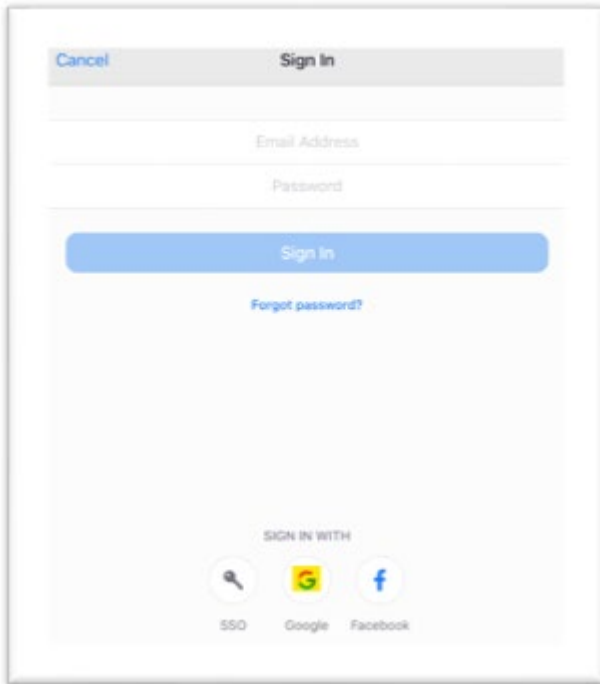 Cancel Sign In
Email Address
Password
Sign In
Forgot password?
SIGN IN WITH
G f
SSO Google Facebook